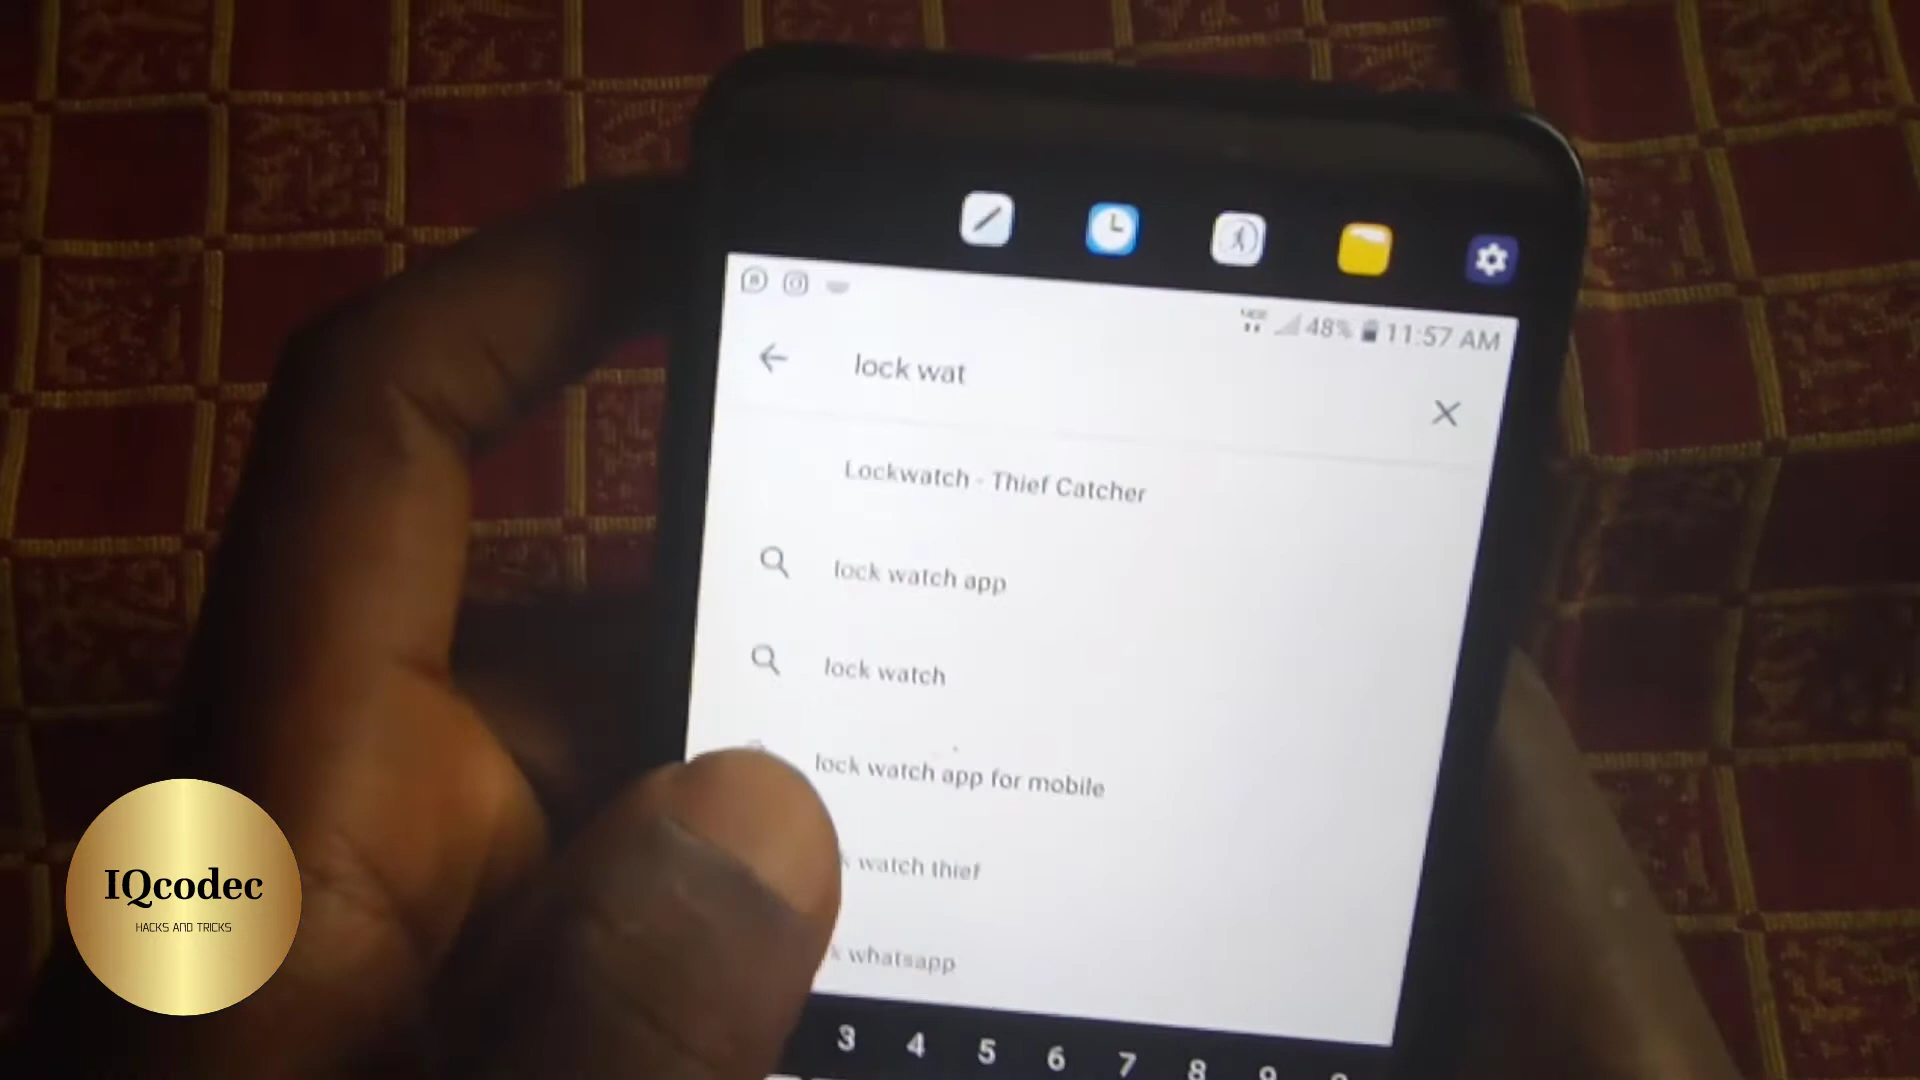 48% 11:57 AM
lock wat
Lockwatch - Thief Catcher
lock watch app
lock watch
lock watch app for mobile
watch thief
whatsapp
3 4 5 6 7 8 9
IQcodec
HACKS AND TRICKS